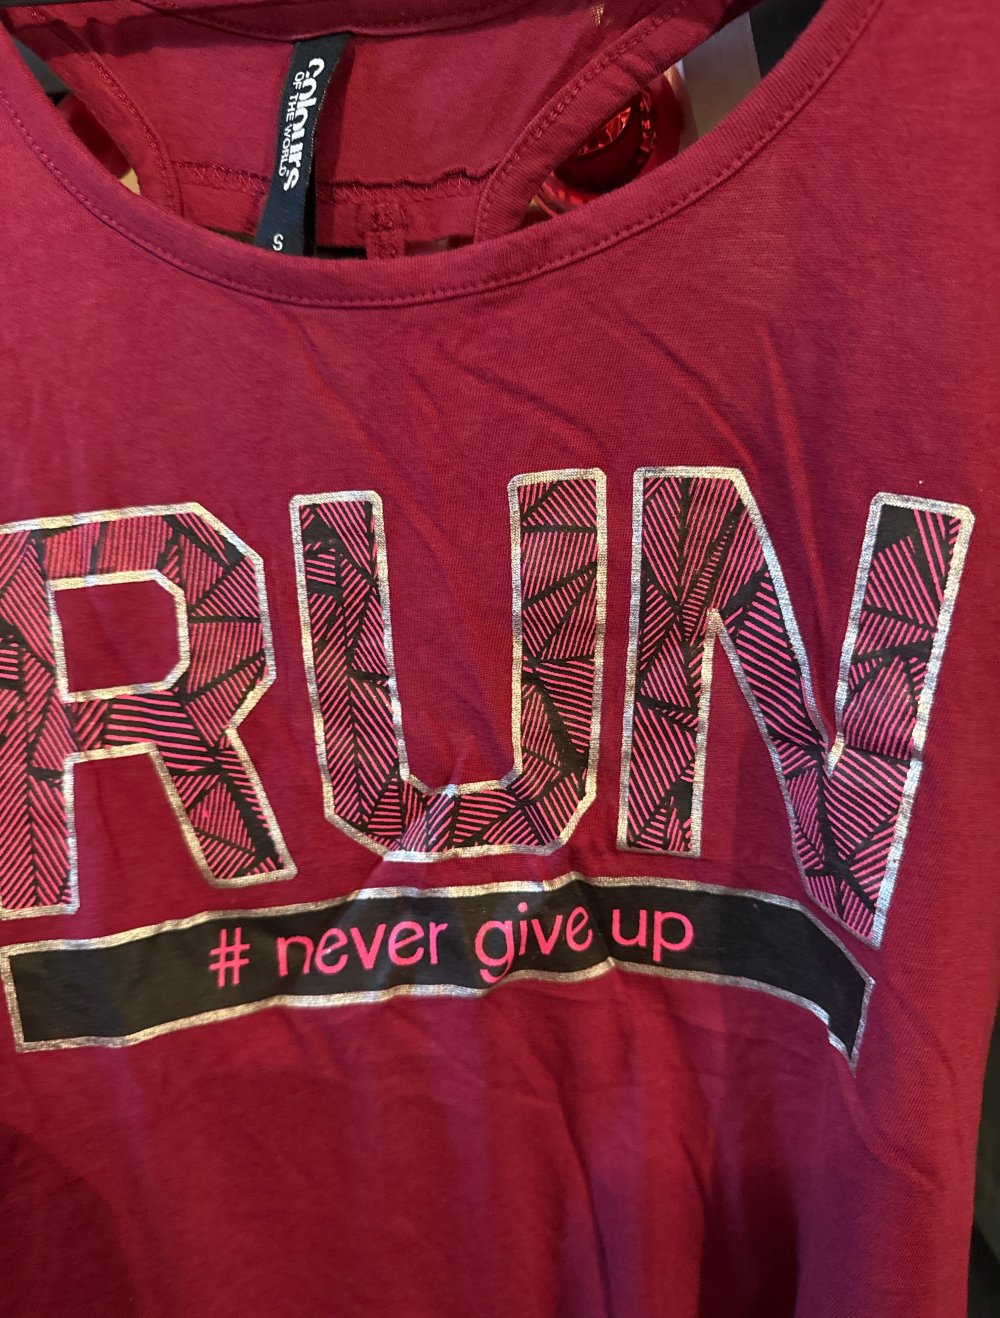 colours
OF THE WORLD
S
RUN
# never give up